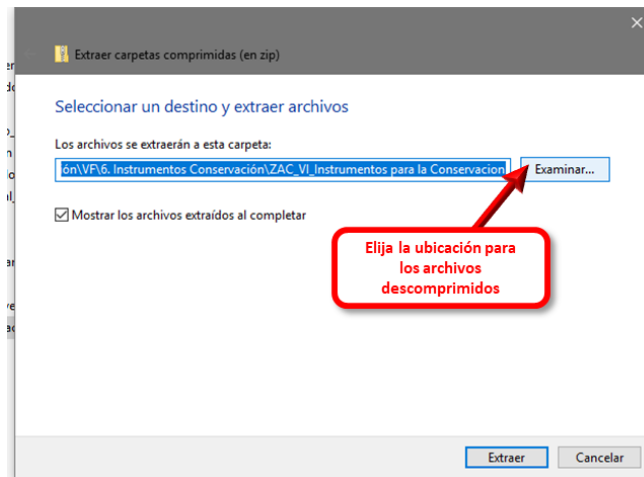 Extraer carpetas comprimidas (en zip)
Seleccionar un destino y extraer archivos
Los archivos se extraerán a esta carpeta:
ón\VF\6. Instrumentos Conservación\ZAC_VI_Instrumentos para la Conservacion
Examinar...
Mostrar los archivos extraídos al completar
Elija la ubicación para
los archivos
descomprimidos
Extraer
Cancelar